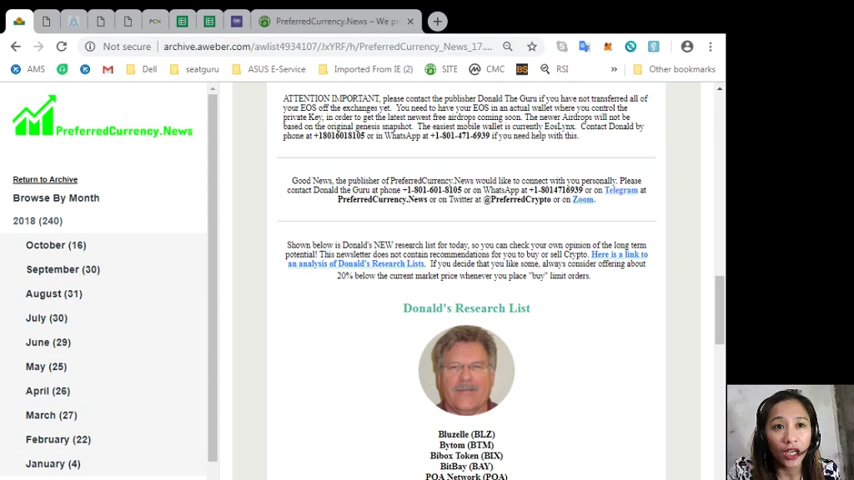 PCN
PreferredCurrency.News – We pr
Not secure
archive.aweber.com/awlist4934107/JxYRF/h/PreferredCurrency_News_17....
AMS
Dell
seatguru
ASUS E-Service
Imported From IE (2)
SITE
CMC
BS
RSI
»
Other bookmarks
PreferredCurrency.News
Return to Archive
Browse By Month
2018 (240)
October (16)
September (30)
August (31)
July (30)
June (29)
May (25)
April (26)
March (27)
February (22)
January (4)
ATTENTION IMPORTANT, please contact the publisher Donald The Guru if you have not transferred all of
your EOS off the exchanges yet. You need to have your EOS in an actual wallet where you control the
private Key, in order to get the latest newest free airdrops coming soon. The newer Airdrops will not be
based on the original genesis snapshot. The easiest mobile wallet is currently EosLynx. Contact Donald by
phone at +18016018105 or in WhatsApp at +1-801-471-6939 if you need help with this.
Good News, the publisher of PreferredCurrency.News would like to connect with you personally. Please
contact Donald the Guru at phone +1-801-601-8105 or on WhatsApp at +1-8014716939 or on Telegram at
PreferredCurrency.News or on Twitter at @PreferredCrypto or on Zoom.
Shown below is Donald's NEW research list for today, so you can check your own opinion of the long term
potential! This newsletter does not contain recommendations for you to buy or sell Crypto. Here is a link to
an analysis of Donald's Research Lists. If you decide that you like some, always consider offering about
20% below the current market price whenever you place "buy" limit orders.
Donald's Research List
Bluzelle (BLZ)
Bytom (BTM)
Bibox Token (BIX)
BitBay (BAY)
POA Network (POA)